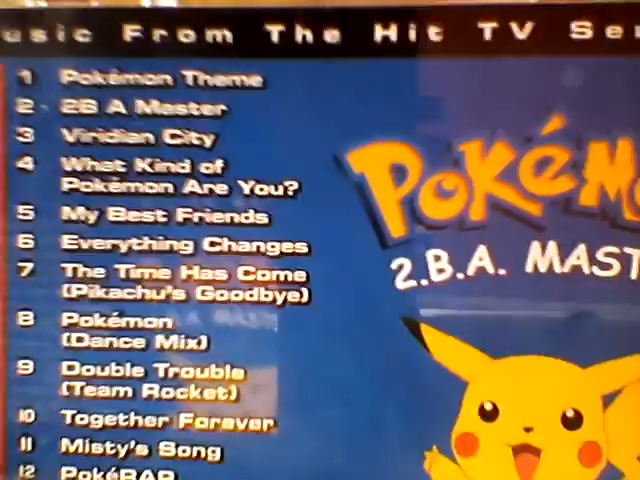 usic From The Hit TV Se
1 Pokémon Theme
2 2B A Master
3 Viridian City
4 What Kind of
Pokémon Are You?
5 My Best Friends
6 Everything Changes
7 The Time Has Come
(Pikachu's Goodbye)
8 Pokémon
(Dance Mix)
9 Double Trouble
(Team Rocket)
10 Together Forever
11 Misty's Song
12 PokéRAP
POKéM
2.B.A. MAST